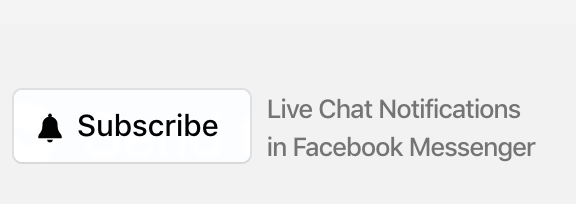 Subscribe
Live Chat Notifications
in Facebook Messenger